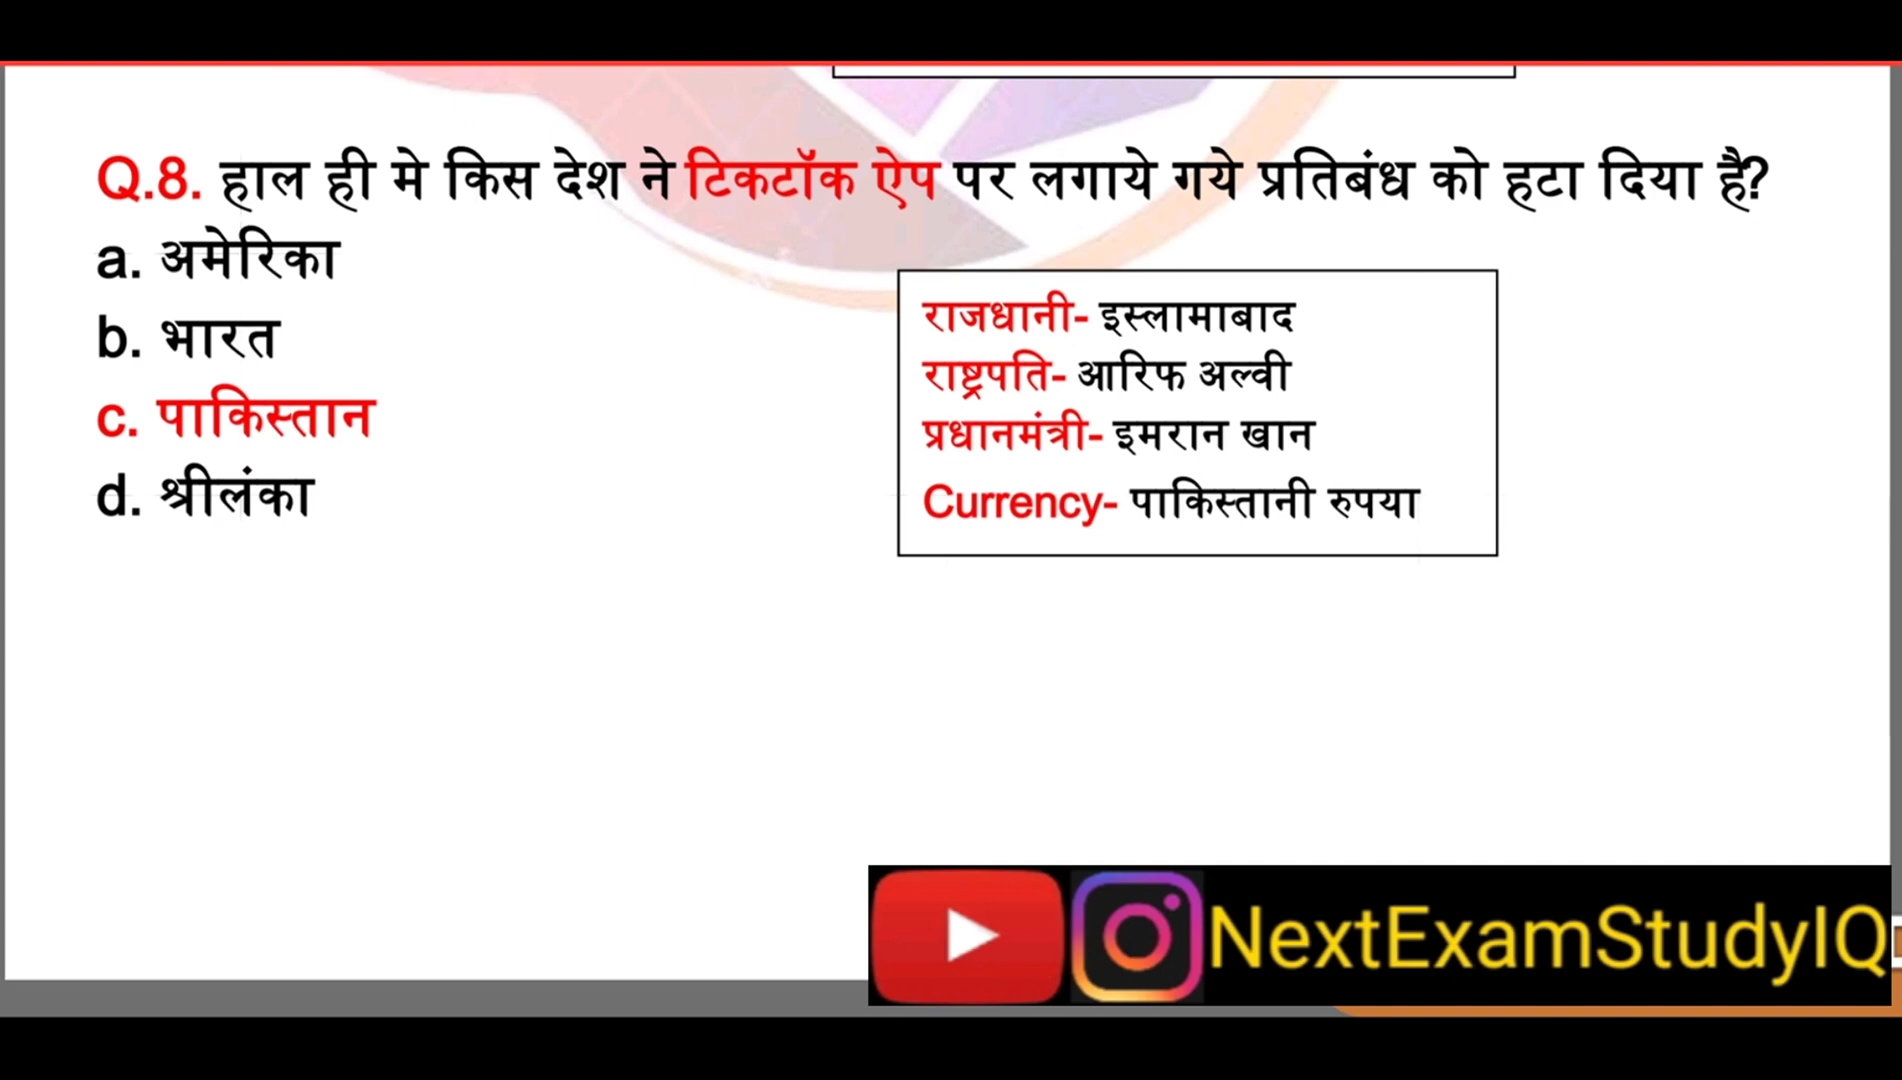 Q.8. हाल ही मे किस देश ने टिकटॉक ऐप पर लगाये गये प्रतिबंध को हटा दिया है?
a. अमेरिका
b. भारत
c. पाकिस्तान
d. श्रीलंका
राजधानी- इस्लामाबाद
राष्ट्रपति- आरिफ अल्वी
प्रधानमंत्री- इमरान खान
Currency- पाकिस्तानी रुपया
NextExamStudyIQ